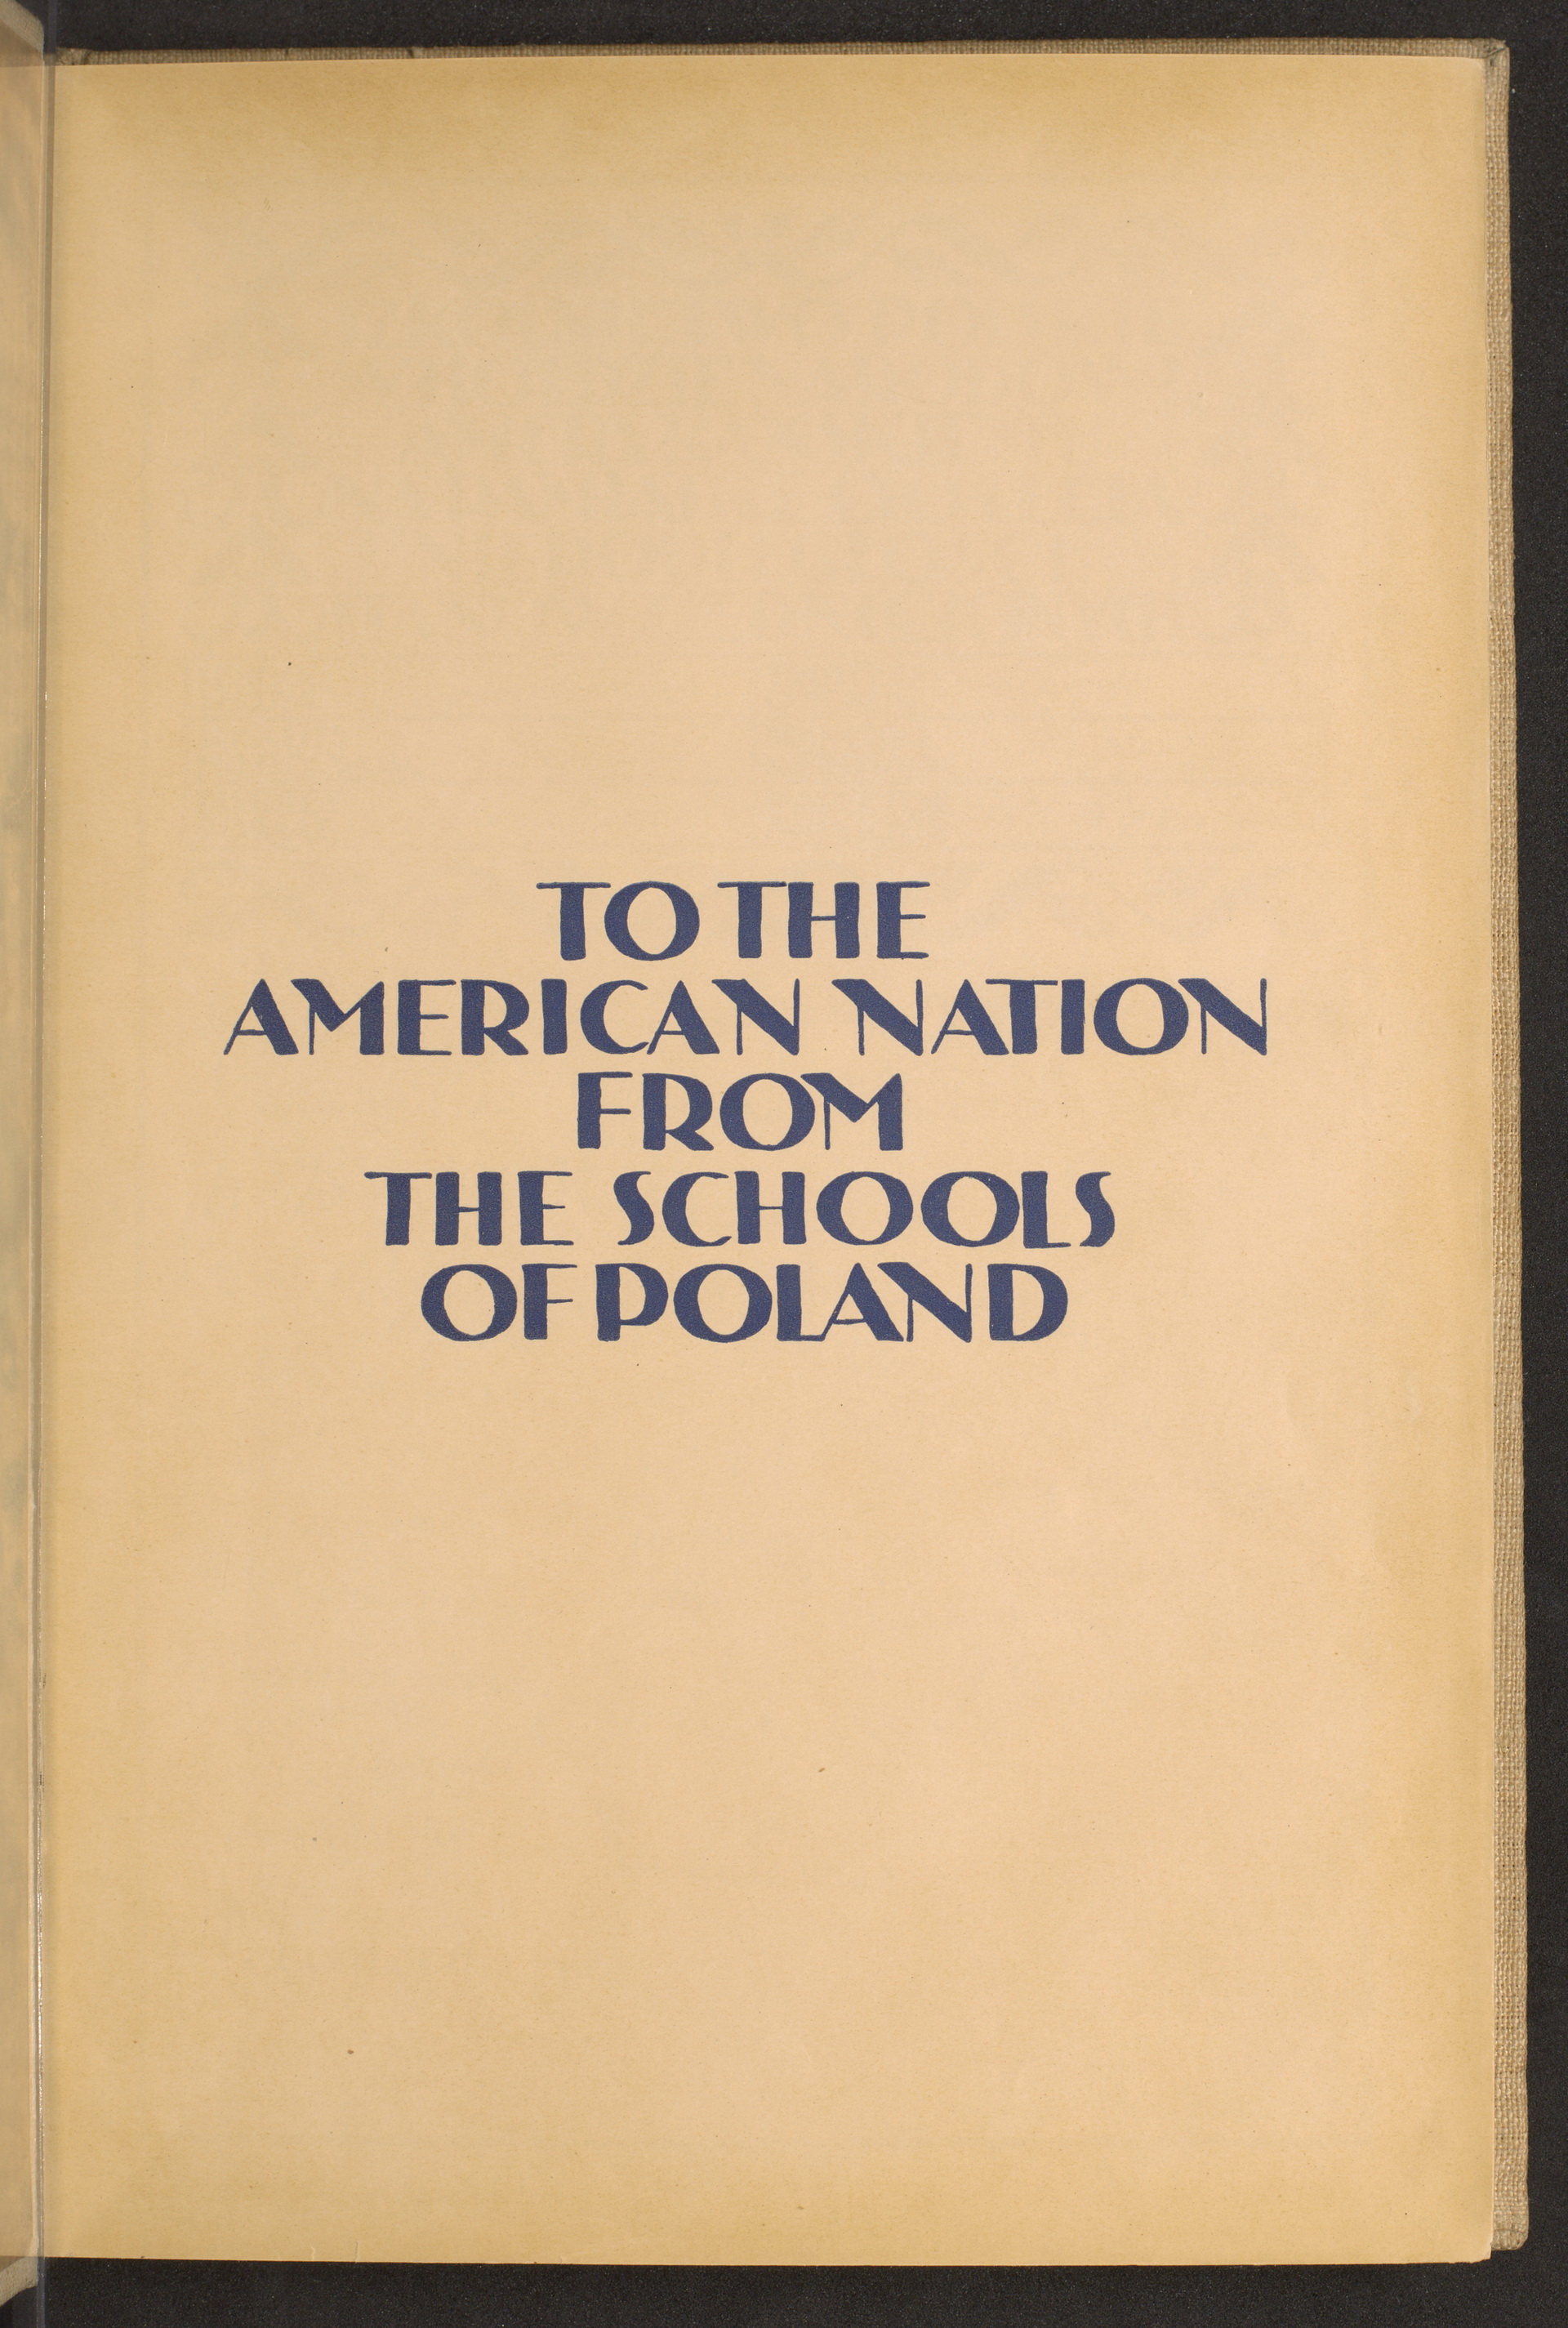 TO THE
AMERICAN NATION
FROM
THE SCHOOLS
OF POLAND